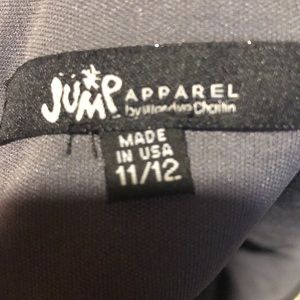 JUMP APPAREL
by Wendye Chaitin
MADE
IN USA
11/12